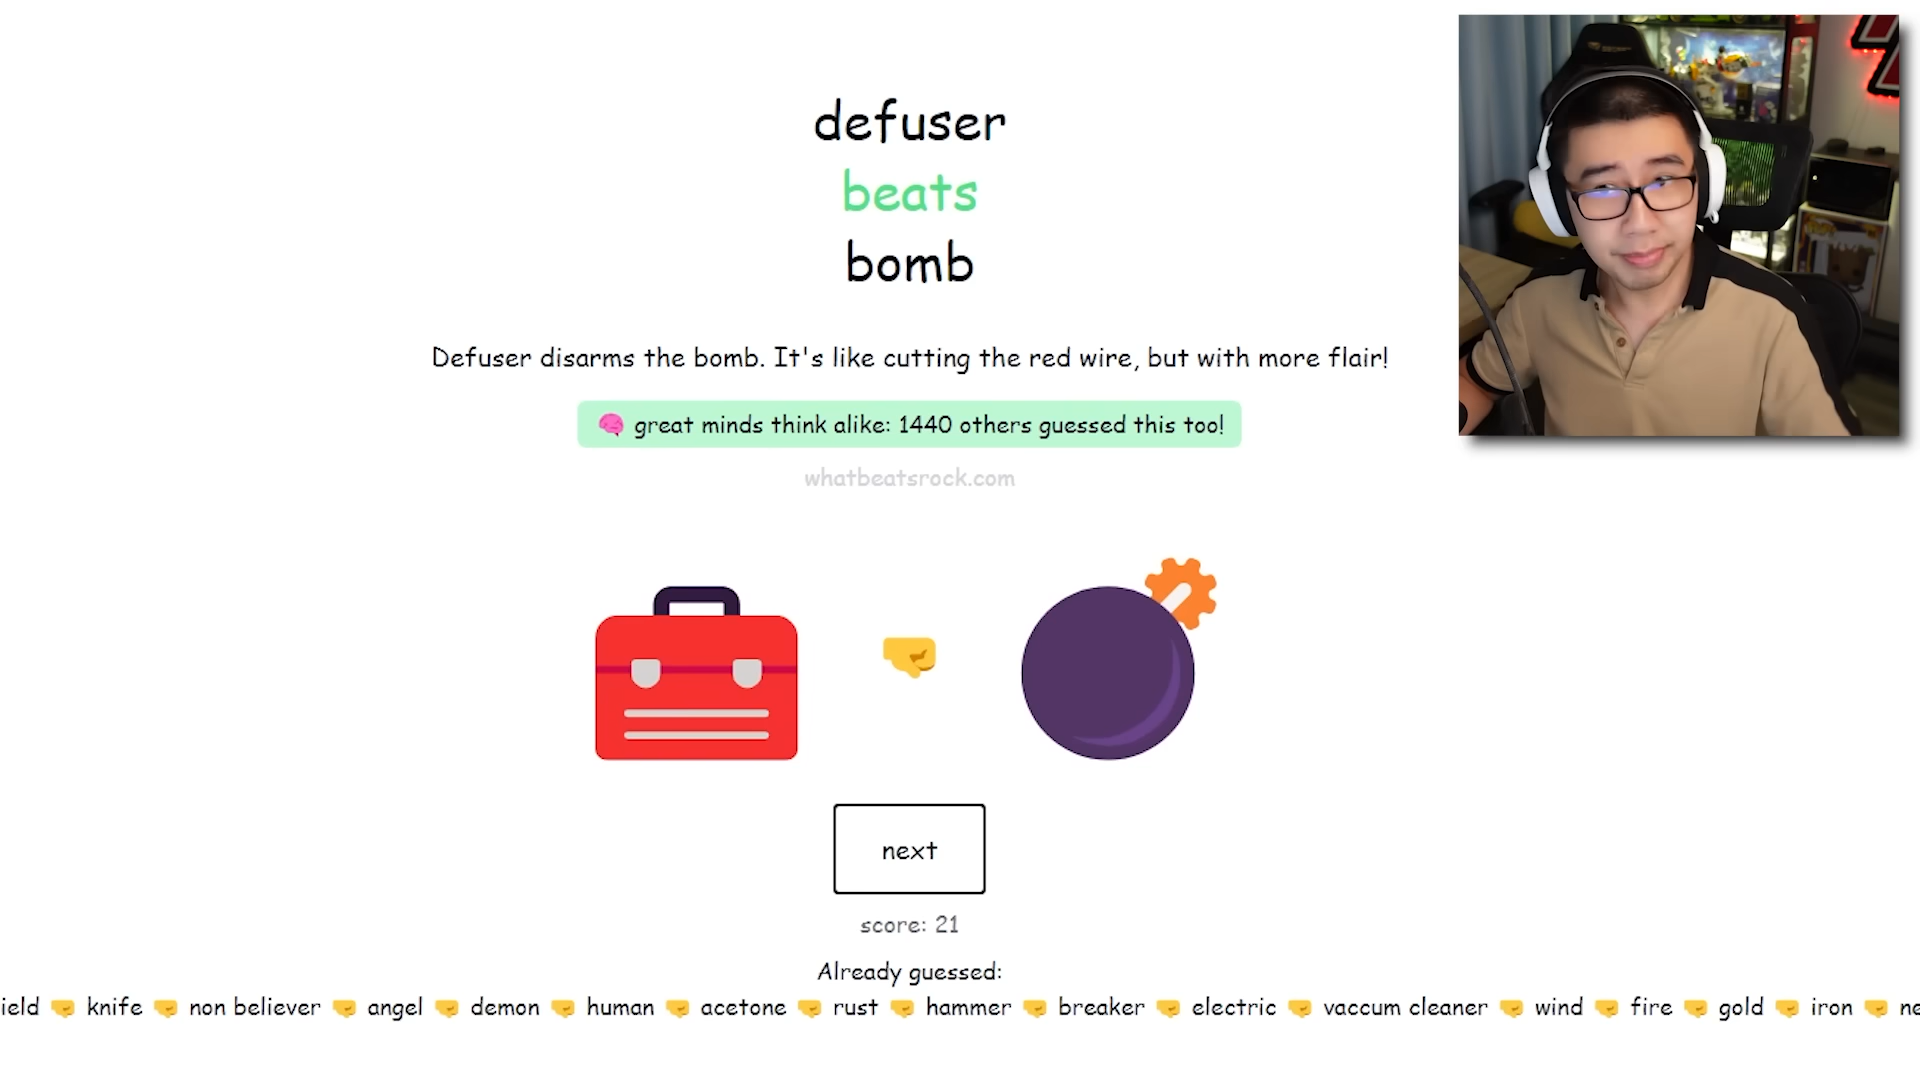 defuser
beats
bomb
Defuser disarms the bomb. It's like cutting the red wire, but with more flair!
great minds think alike: 1440 others guessed this too!
whatbeatsrock.com
next
score: 21
Already guessed:
ield 🤜 knife 🤜 non believer 🤜 angel 🤜 demon 🤜 human 🤜 acetone 🤜 rust 🤜 hammer 🤜 breaker 🤜 electric 🤜 vaccum cleaner 🤜 wind 🤜 fire 🤜 gold 🤜 iron 🤜 ne